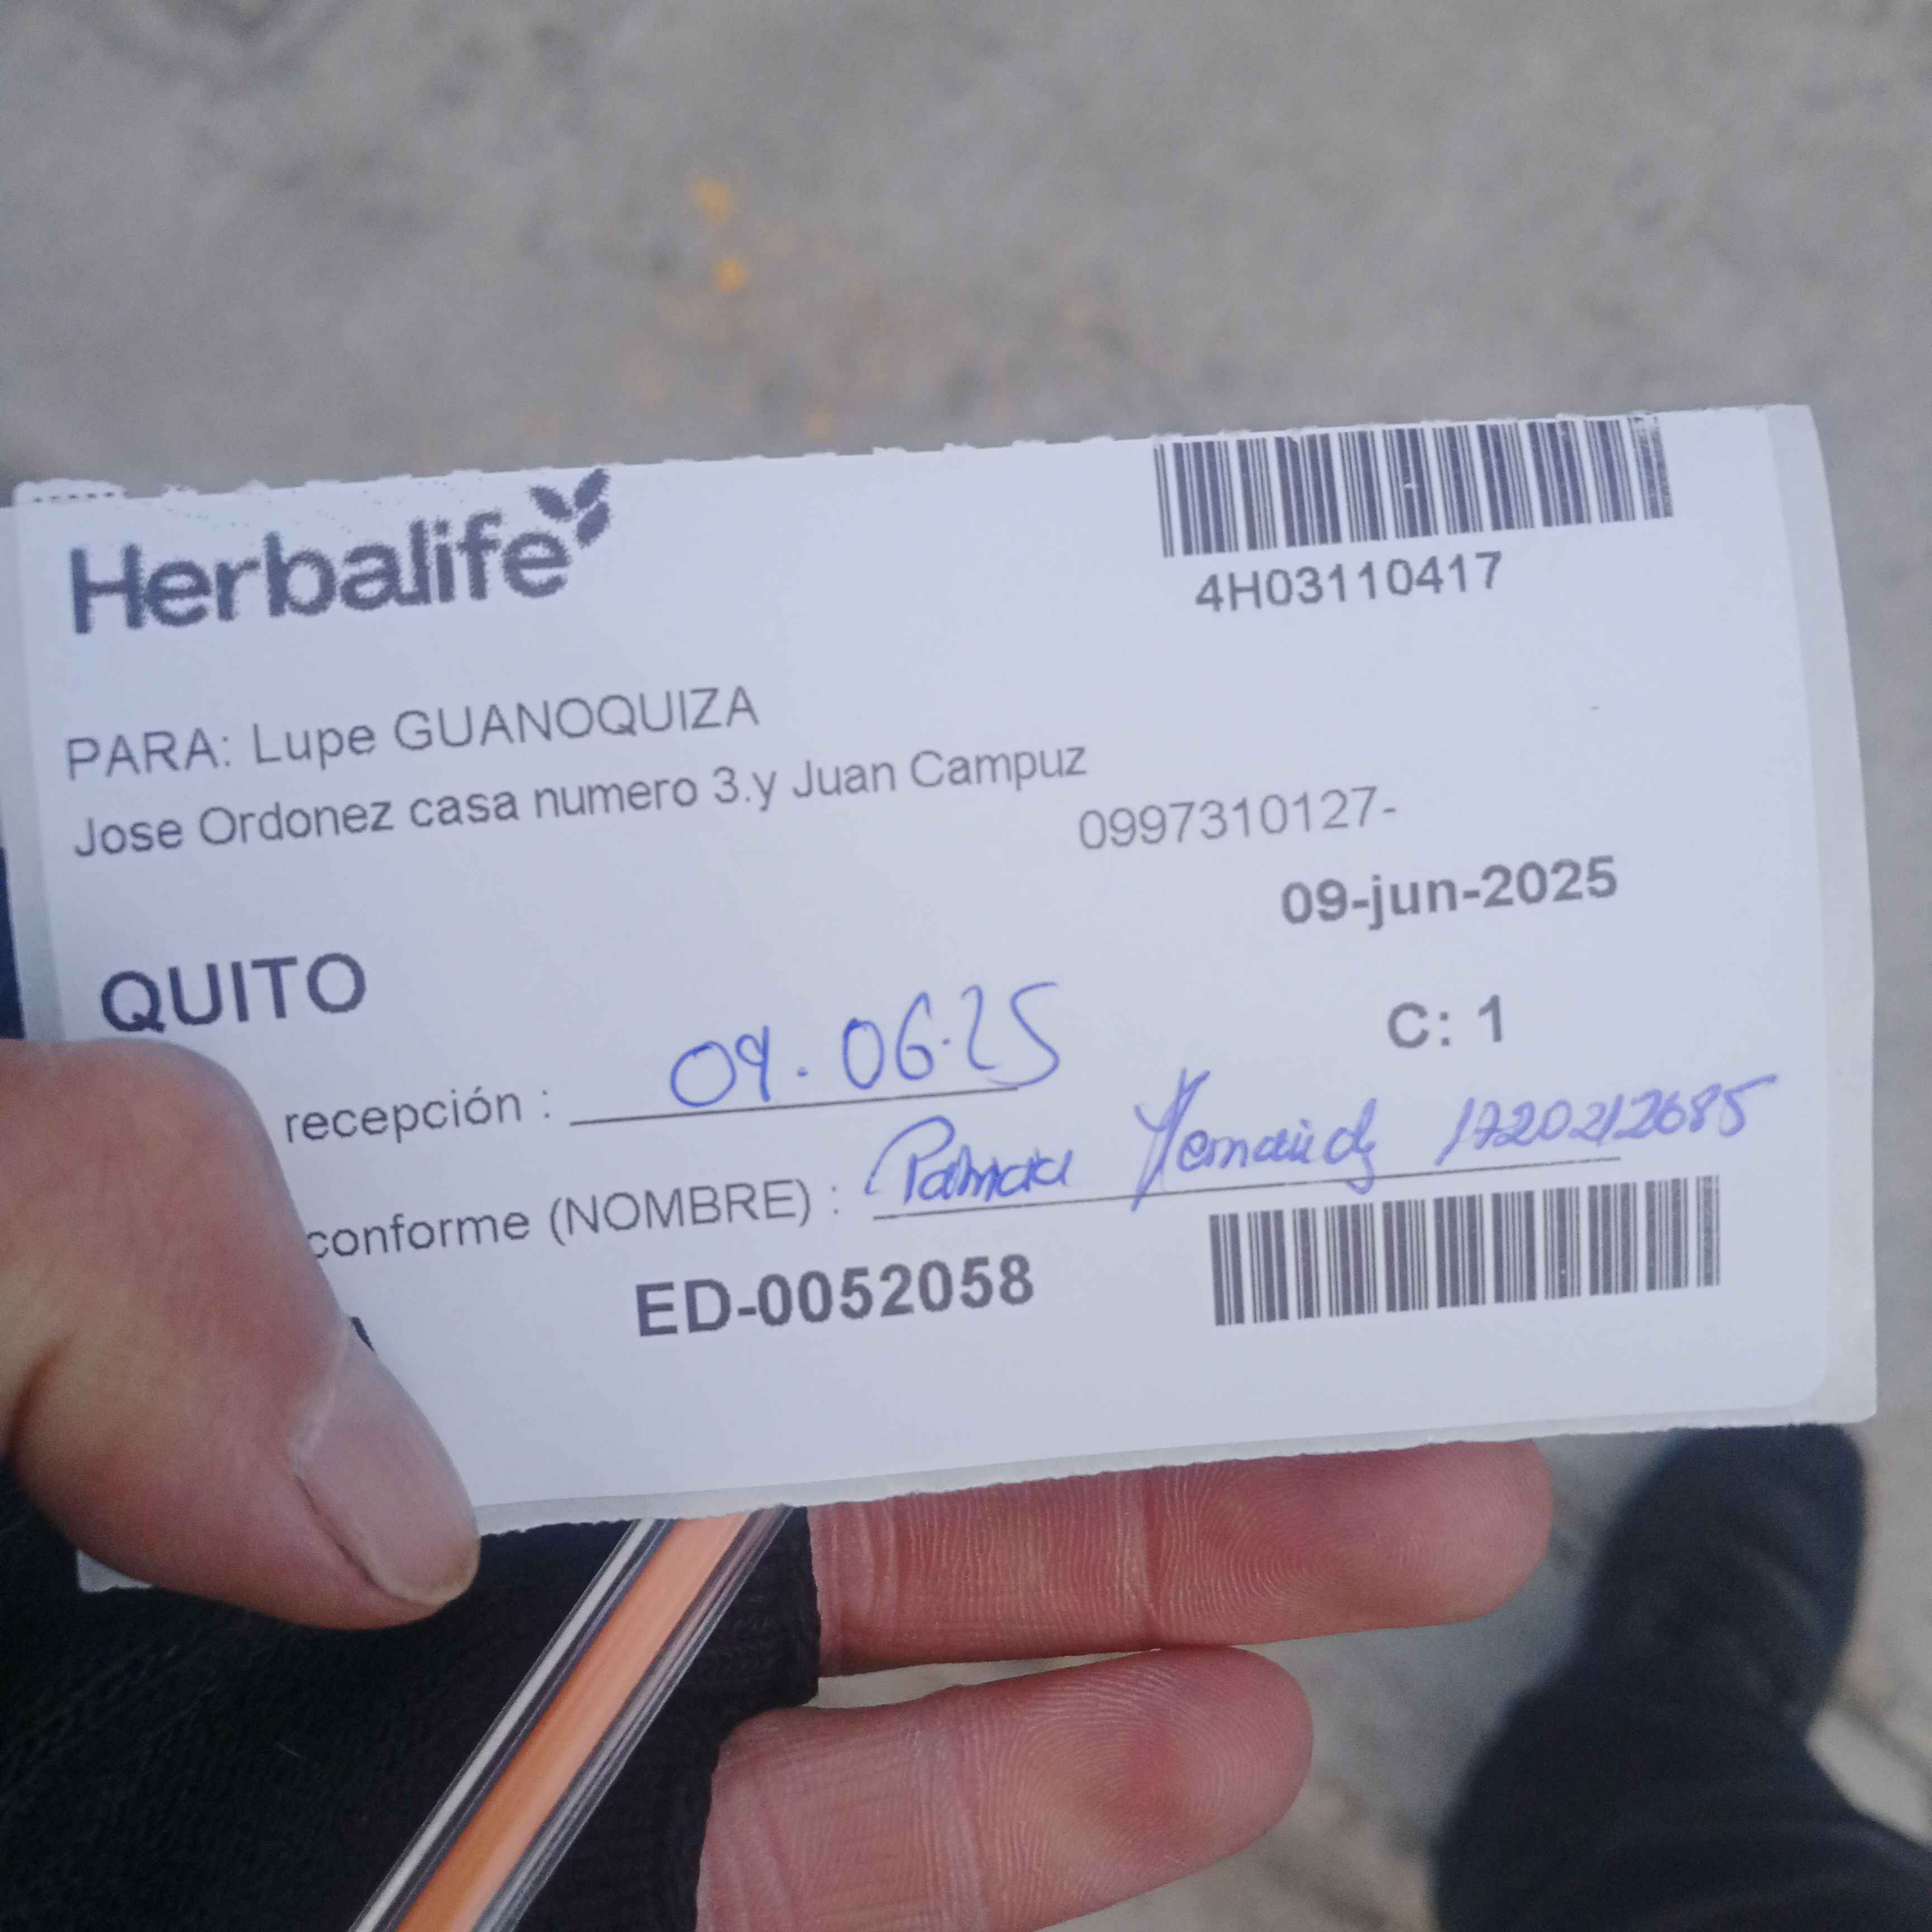 Herbalife
4H03110417
PARA: Lupe GUANOQUIZA
Jose Ordonez casa numero 3.y Juan Campuz
0997310127-
09-jun-2025
QUITO
C: 1
recepción : 09.06.25
conforme (NOMBRE) : 1720212685
ED-0052058